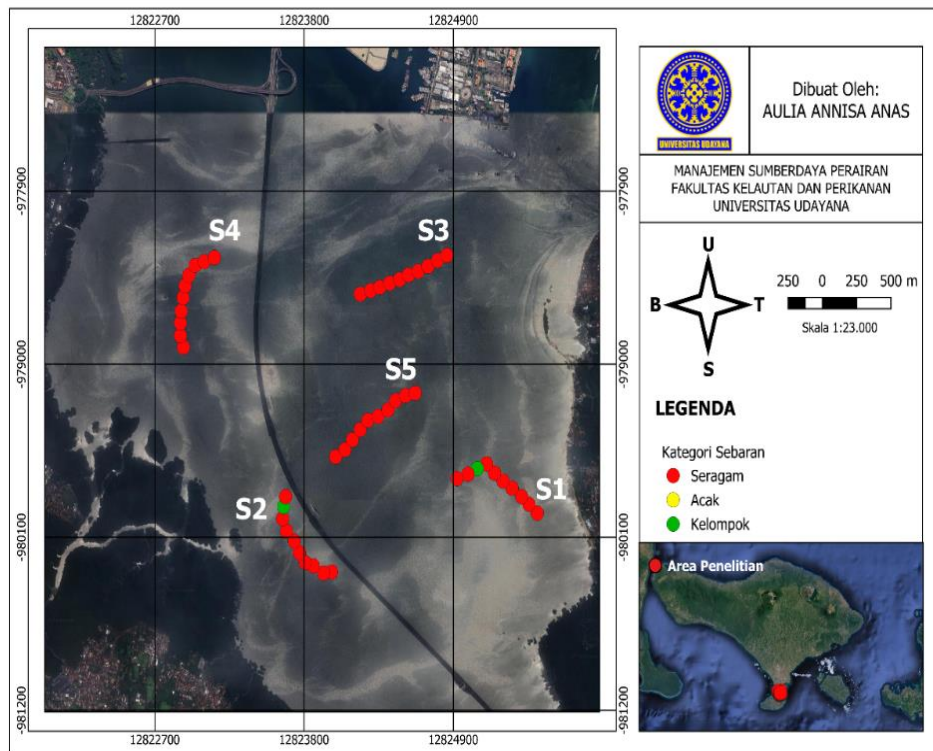 12822700
12823800
12824900
977900
S4
S3
-979000
-979000
S5
S1
S2
-980100
-980100
-981200
-981200
12822700
12823800
12824900
UNIVERSITAS UDAYANA
Dibuat Oleh:
AULIA ANNISA ANAS
MANAJEMEN SUMBERDAYA PERAIRAN
FAKULTAS KELAUTAN DAN PERIKANAN
UNIVERSITAS UDAYANA
U
B
T
S
250 0 250 500 m
Skala 1:23.000
LEGENDA
Kategori Sebaran
Seragam
Acak
Kelompok
Area Penelitian